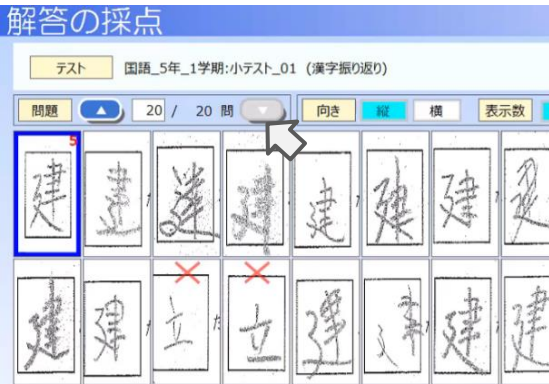 解答の採点
テスト 国語_5年_1学期:小テスト_01 (漢字振り返り)
問題 ▲ 20 / 20 問 ▼ 向き 縦 横 表示数
5
建 建 建 建 建 建 建
建 建 立 立 建 建 建